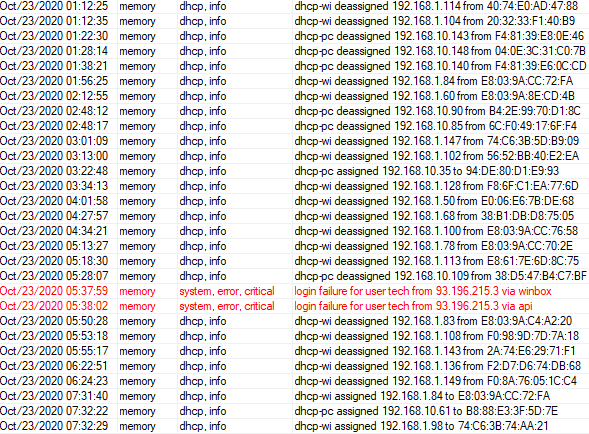 Oct/23/2020 01:12:25 memory dhcp, info dhcp-wi deassigned 192.168.1.114 from 40:74:E0:AD:47:88
Oct/23/2020 01:12:35 memory dhcp, info dhcp-wi deassigned 192.168.1.104 from 20:32:33:F1:40:B9
Oct/23/2020 01:22:30 memory dhcp, info dhcp-pc deassigned 192.168.10.143 from F4:81:39:E8:0E:46
Oct/23/2020 01:28:14 memory dhcp, info dhcp-pc deassigned 192.168.10.148 from 04:0E:3C:31:C0:7B
Oct/23/2020 01:38:21 memory dhcp, info dhcp-pc deassigned 192.168.10.140 from F4:81:39:E6:0C:CD
Oct/23/2020 01:56:25 memory dhcp, info dhcp-wi deassigned 192.168.1.84 from E8:03:9A:CC:72:FA
Oct/23/2020 02:12:55 memory dhcp, info dhcp-wi deassigned 192.168.1.60 from E8:03:9A:8E:CD:4B
Oct/23/2020 02:48:12 memory dhcp, info dhcp-pc deassigned 192.168.10.90 from B4:2E:99:70:D1:8C
Oct/23/2020 02:48:17 memory dhcp, info dhcp-pc deassigned 192.168.10.85 from 6C:F0:49:17:6F:F4
Oct/23/2020 03:01:09 memory dhcp, info dhcp-wi deassigned 192.168.1.147 from 74:C6:3B:5D:B9:09
Oct/23/2020 03:13:00 memory dhcp, info dhcp-wi deassigned 192.168.1.102 from 56:52:BB:40:E2:EA
Oct/23/2020 03:22:48 memory dhcp, info dhcp-pc assigned 192.168.10.35 to 94:DE:80:D1:E9:93
Oct/23/2020 03:34:13 memory dhcp, info dhcp-wi deassigned 192.168.1.128 from F8:6F:C1:EA:77:6D
Oct/23/2020 04:01:58 memory dhcp, info dhcp-wi deassigned 192.168.1.50 from E0:06:E6:7B:DE:68
Oct/23/2020 04:27:57 memory dhcp, info dhcp-wi deassigned 192.168.1.68 from 38:B1:DB:D8:75:05
Oct/23/2020 04:34:21 memory dhcp, info dhcp-wi deassigned 192.168.1.100 from E8:03:9A:CC:76:58
Oct/23/2020 05:13:27 memory dhcp, info dhcp-wi deassigned 192.168.1.78 from E8:03:9A:CC:70:2E
Oct/23/2020 05:18:30 memory dhcp, info dhcp-wi deassigned 192.168.1.113 from E8:61:7E:6D:8C:75
Oct/23/2020 05:28:07 memory dhcp, info dhcp-pc deassigned 192.168.10.109 from 38:D5:47:B4:C7:BF
Oct/23/2020 05:37:59 memory system, error, critical login failure for user tech from 93.196.215.3 via winbox
Oct/23/2020 05:38:02 memory system, error, critical login failure for user tech from 93.196.215.3 via api
Oct/23/2020 05:50:28 memory dhcp, info dhcp-wi deassigned 192.168.1.83 from E8:03:9A:C4:A2:20
Oct/23/2020 05:53:18 memory dhcp, info dhcp-wi deassigned 192.168.1.108 from F0:98:9D:7D:7A:18
Oct/23/2020 05:55:17 memory dhcp, info dhcp-wi deassigned 192.168.1.143 from 2A:74:E6:29:71:F1
Oct/23/2020 06:22:51 memory dhcp, info dhcp-wi deassigned 192.168.1.136 from F2:D7:D6:74:DB:68
Oct/23/2020 06:24:23 memory dhcp, info dhcp-wi deassigned 192.168.1.149 from F0:8A:76:05:1C:C4
Oct/23/2020 07:31:40 memory dhcp, info dhcp-wi assigned 192.168.1.84 to E8:03:9A:CC:72:FA
Oct/23/2020 07:32:22 memory dhcp, info dhcp-pc assigned 192.168.10.61 to B8:88:E3:3F:5D:7E
Oct/23/2020 07:32:29 memory dhcp, info dhcp-wi assigned 192.168.1.98 to 74:C6:3B:74:AA:21